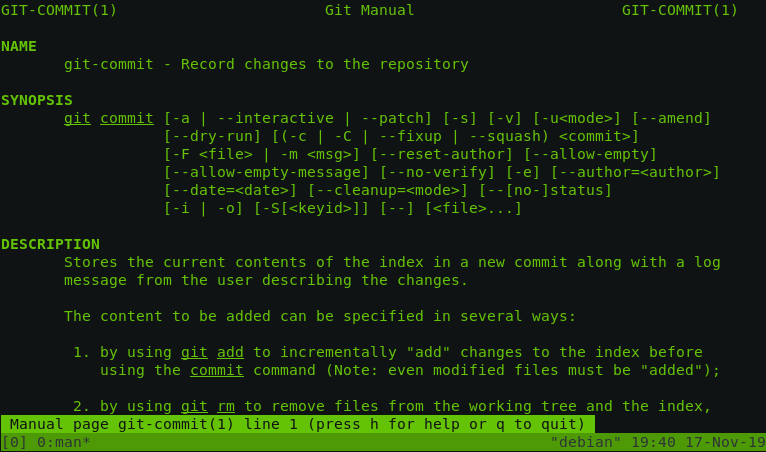 GIT-COMMIT(1)                       Git Manual                       GIT-COMMIT(1)

NAME
       git-commit - Record changes to the repository

SYNOPSIS
       git commit [-a | --interactive | --patch] [-s] [-v] [-u<mode>] [--amend]
                  [--dry-run] [(-c | -C | --fixup | --squash) <commit>]
                  [-F <file> | -m <msg>] [--reset-author] [--allow-empty]
                  [--allow-empty-message] [--no-verify] [-e] [--author=<author>]
                  [--date=<date>] [--cleanup=<mode>] [--[no-]status]
                  [-i | -o] [-S[<keyid>]] [--] [<file>...]

DESCRIPTION
       Stores the current contents of the index in a new commit along with a log
       message from the user describing the changes.

       The content to be added can be specified in several ways:

        1. by using git add to incrementally "add" changes to the index before
           using the commit command (Note: even modified files must be "added");

        2. by using git rm to remove files from the working tree and the index,
 Manual page git-commit(1) line 1 (press h for help or q to quit)
[0] 0:man*                                                   "debian" 19:40 17-Nov-19